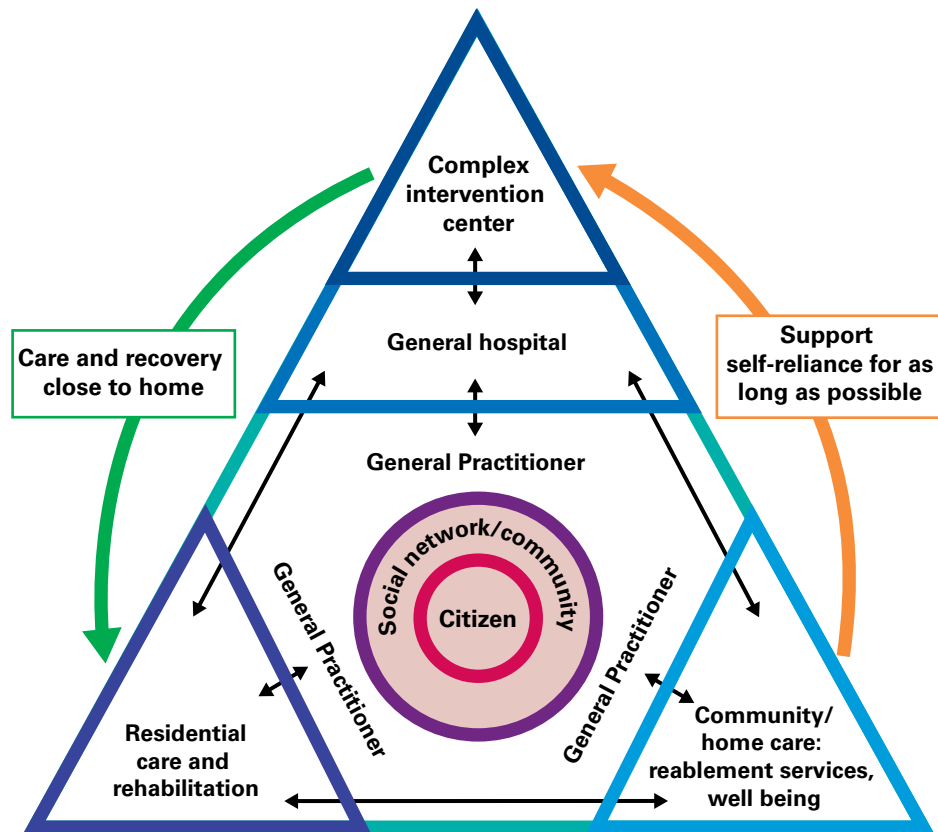 Complex
intervention
center
General hospital
Care and recovery
close to home
Support
self-reliance for as
long as possible
General Practitioner
Social network/community
Citizen
General Practitioner
General Practitioner
Residential
care and
rehabilitation
Community/
home care:
reablement services,
well being